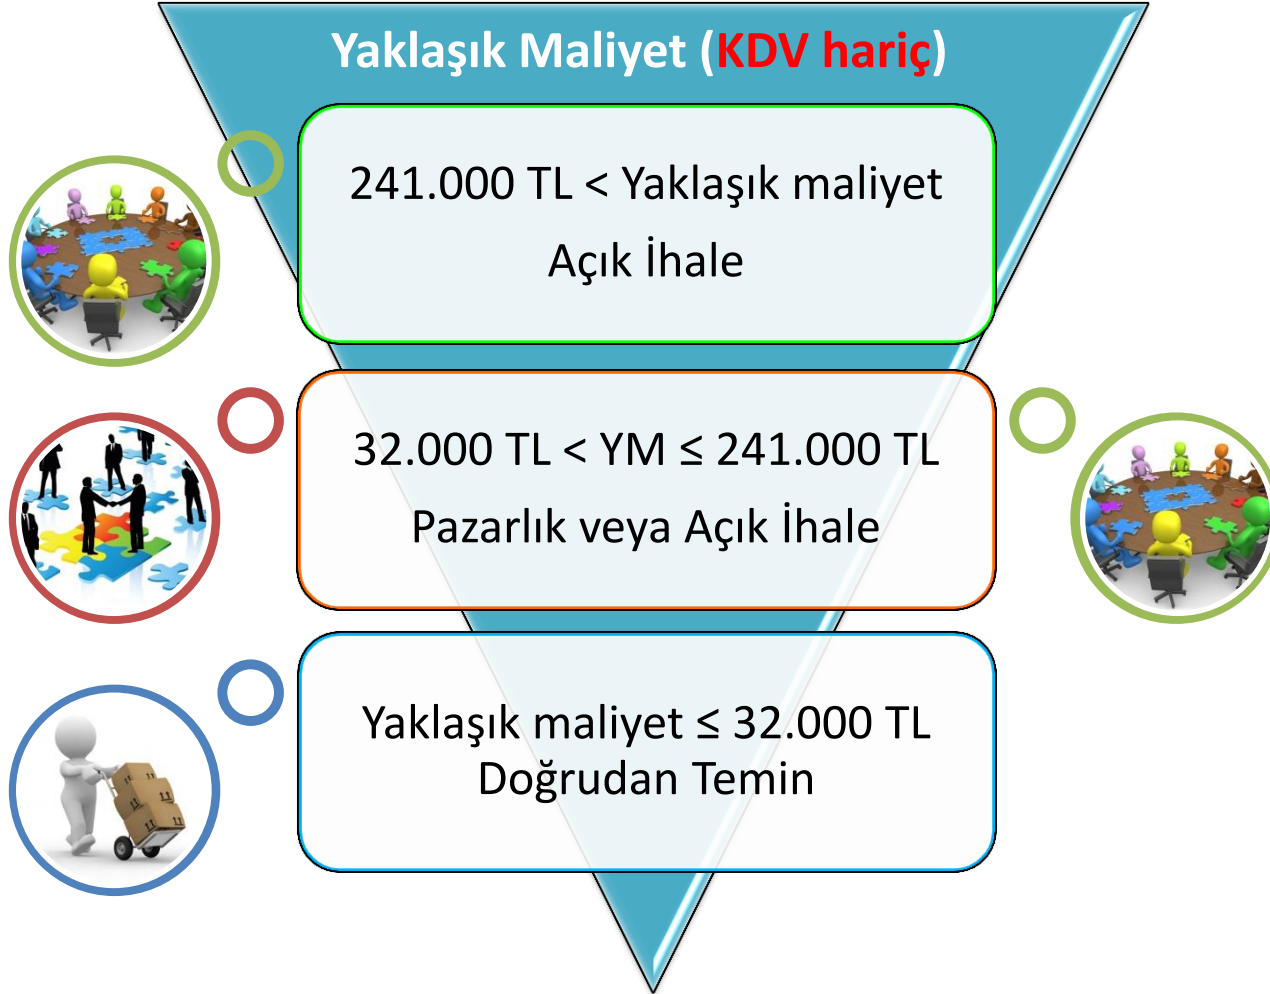 Yaklaşık Maliyet (KDV hariç)
241.000 TL < Yaklaşık maliyet
Açık İhale
32.000 TL < YM ≤ 241.000 TL
Pazarlık veya Açık İhale
Yaklaşık maliyet ≤ 32.000 TL
Doğrudan Temin